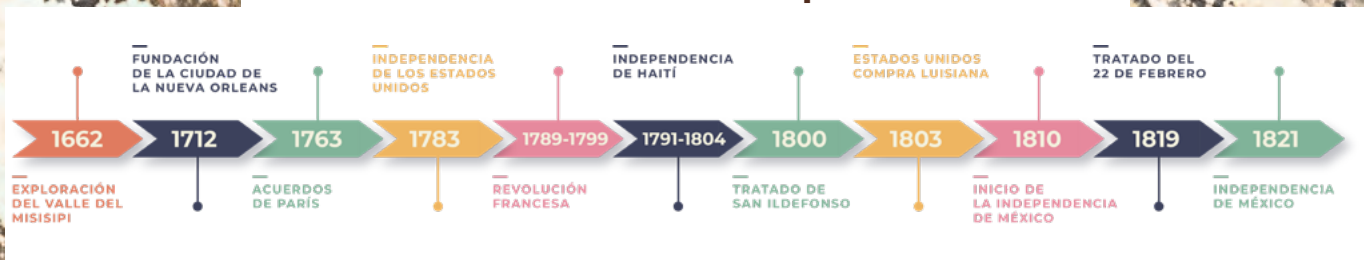 1662
EXPLORACIÓN
DEL VALLE DEL
MISISIPI
FUNDACIÓN
DE LA CIUDAD DE
LA NUEVA ORLEANS
1712
1763
ACUERDOS
DE PARÍS
INDEPENDENCIA
DE LOS ESTADOS
UNIDOS
1783
1789-1799
REVOLUCIÓN
FRANCESA
INDEPENDENCIA
DE HAITÍ
1791-1804
1800
TRATADO DE
SAN ILDEFONSO
ESTADOS UNIDOS
COMPRA LUISIANA
1803
1810
INICIO DE
LA INDEPENDENCIA
DE MÉXICO
TRATADO DEL
22 DE FEBRERO
1819
1821
INDEPENDENCIA
DE MÉXICO